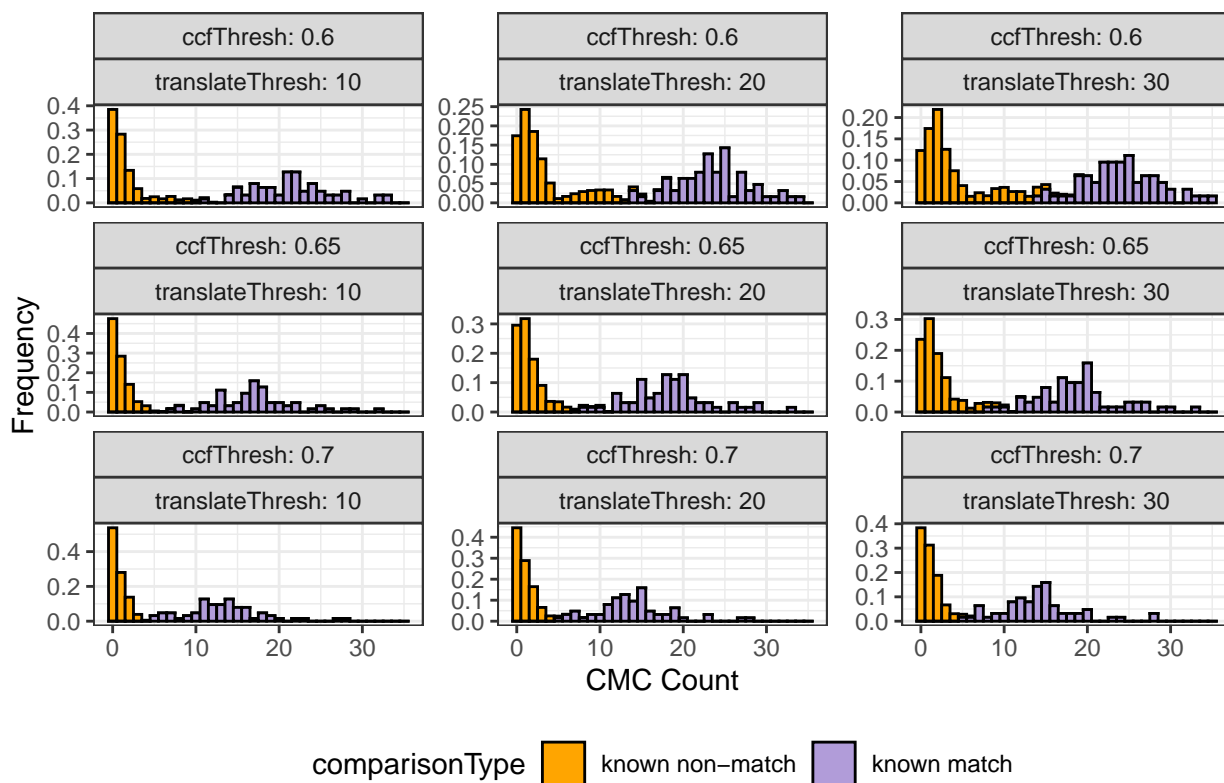 ccfThresh: 0.6 ccfThresh: 0.6 ccfThresh: 0.6
translateThresh: 10 translateThresh: 20 translateThresh: 30
0.4 0.3 0.2 0.1 0.0
0.25 0.20 0.15 0.10 0.05 0.00
0.20 0.15 0.10 0.05 0.00
ccfThresh: 0.65 ccfThresh: 0.65 ccfThresh: 0.65
translateThresh: 10 translateThresh: 20 translateThresh: 30
0.4 0.3 0.2 0.1 0.0
0.3 0.2 0.1 0.0
0.3 0.2 0.1 0.0
Frequency
ccfThresh: 0.7 ccfThresh: 0.7 ccfThresh: 0.7
translateThresh: 10 translateThresh: 20 translateThresh: 30
0.4 0.2 0.0
0.4 0.3 0.2 0.1 0.0
0.4 0.3 0.2 0.1 0.0
0 10 20 30 0 10 20 30 0 10 20 30
CMC Count
comparisonType known non−match known match